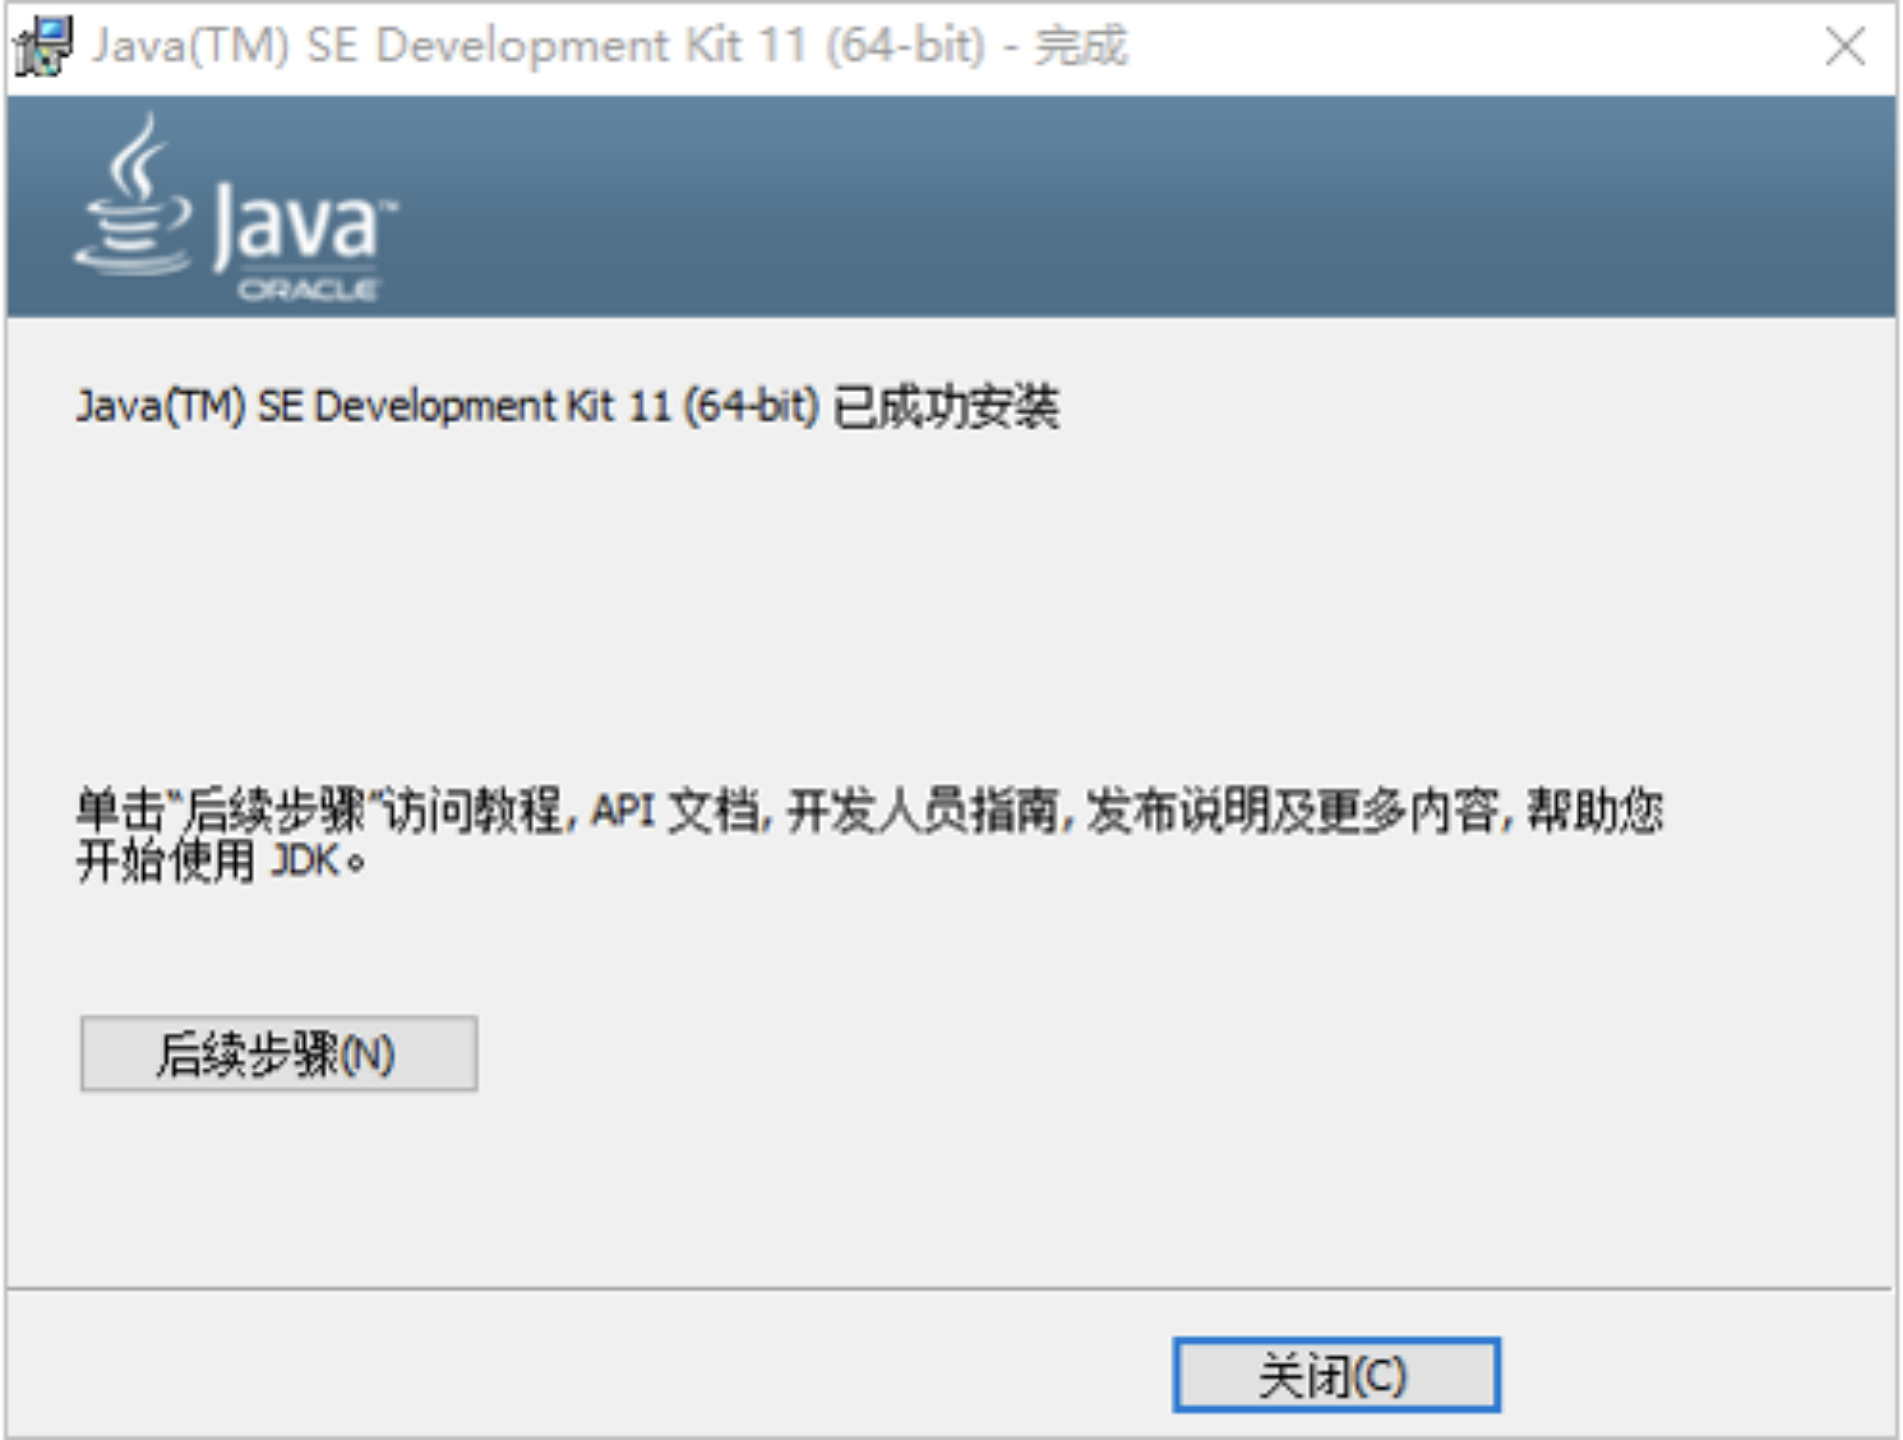 Java(TM) SE Development Kit 11 (64-bit) - 完成
Java™
ORACLE
Java(TM) SE Development Kit 11 (64-bit) 已成功安装
单击“后续步骤”访问教程, API 文档, 开发人员指南, 发布说明及更多内容, 帮助您
开始使用 JDK。
后续步骤(N)
关闭(C)